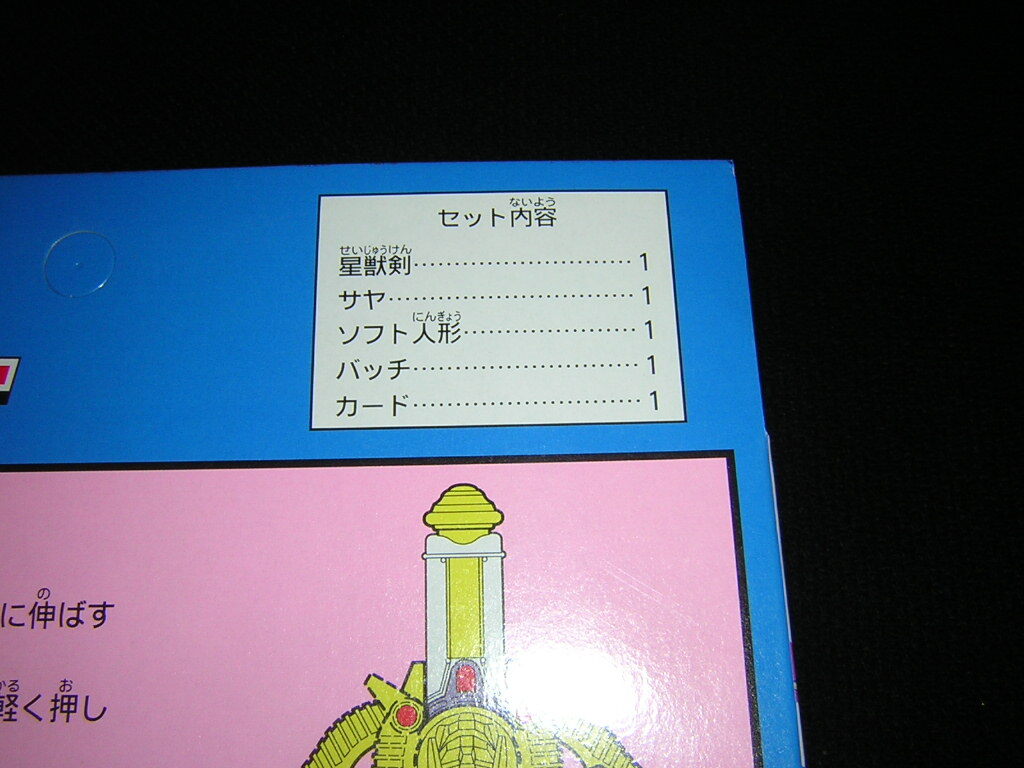 セット内容
ないよう
星獣剣……………………… 1
せいじゅうけん
サヤ………………………… 1
ソフト人形………………… 1
にんぎょう
バッチ……………………… 1
カード……………………… 1
に伸ばす
の
軽く押し
かる お